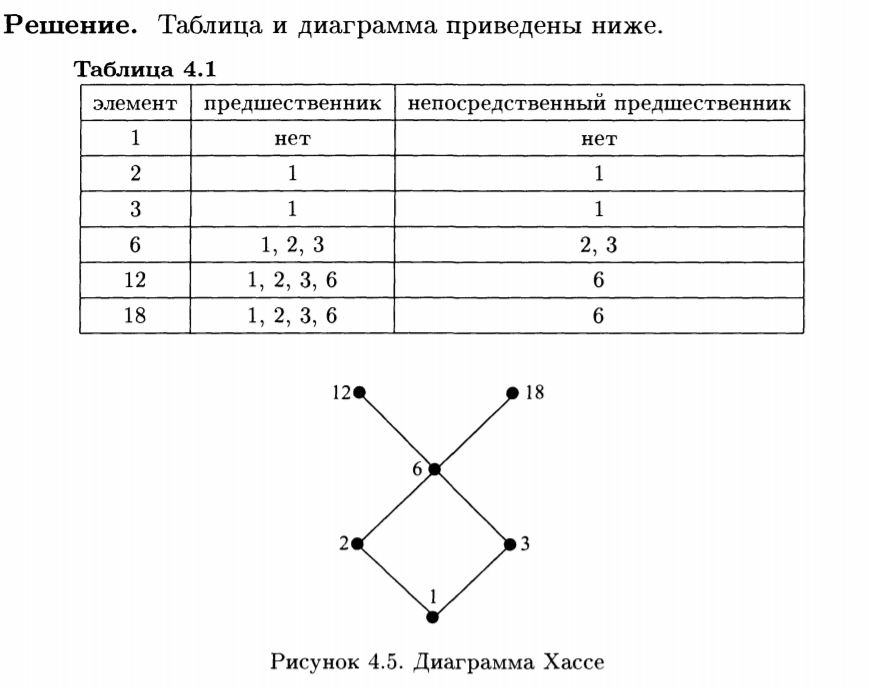 Решение. Таблица и диаграмма приведены ниже.
Таблица 4.1
элемент предшественник непосредственный предшественник
1 нет нет
2 1 1
3 1 1
6 1, 2, 3 2, 3
12 1, 2, 3, 6 6
18 1, 2, 3, 6 6
12 18
6
2 3
1
Рисунок 4.5. Диаграмма Хассе